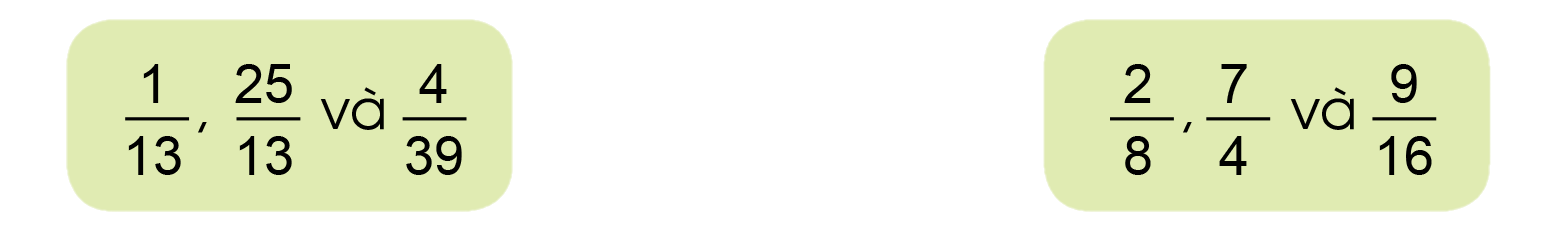 1/13, 25/13 và 4/39
2/8, 7/4 và 9/16